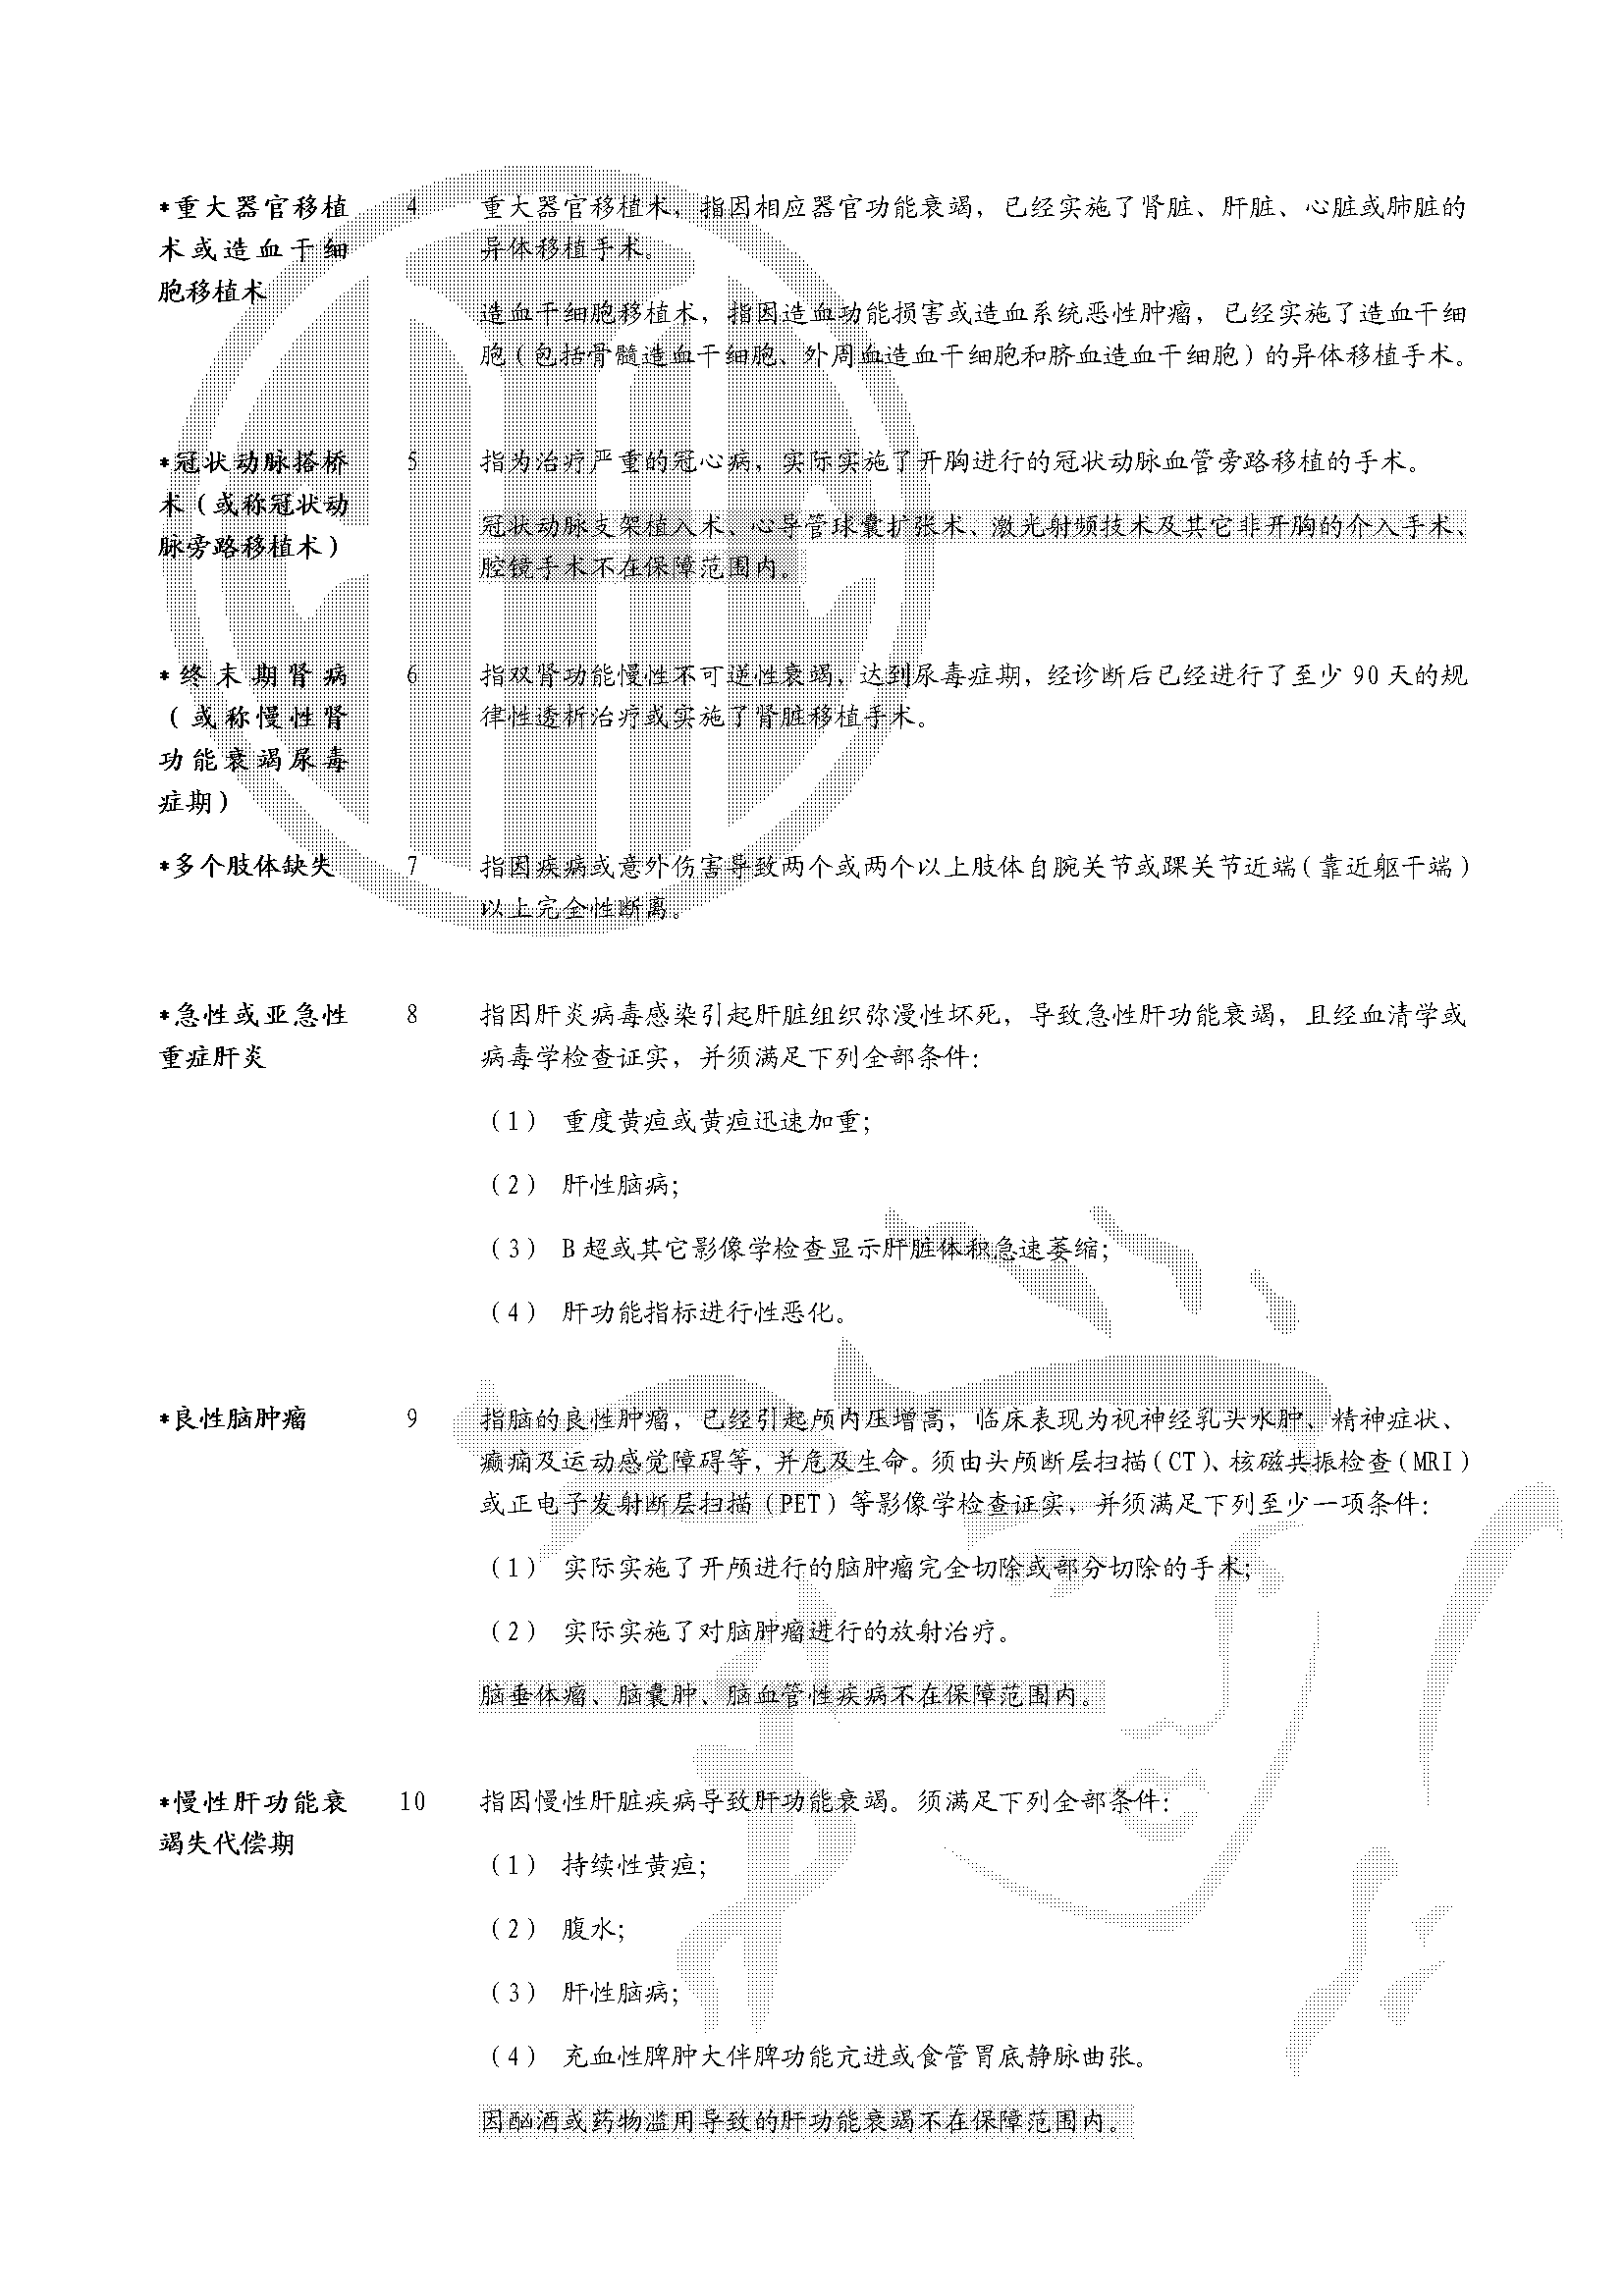 *重大器官移植 4 重大器官移植术，指因相应器官功能衰竭，已经实施了肾脏、肝脏、心脏或肺脏的
术或造血干细 异体移植手术。
胞移植术
造血干细胞移植术，指因造血功能损害或造血系统恶性肿瘤，已经实施了造血干细
胞（包括骨髓造血干细胞、外周血造血干细胞和脐血造血干细胞）的异体移植手术。
*冠状动脉搭桥 5 指为治疗严重的冠心病，实际实施了开胸进行的冠状动脉血管旁路移植的手术。
术（或称冠状动
脉旁路移植术）
冠状动脉支架植入术、心导管球囊扩张术、激光射频技术及其它非开胸的介入手术、
腔镜手术不在保障范围内。
*终末期肾病 6 指双肾功能慢性不可逆性衰竭，达到尿毒症期，经诊断后已经进行了至少 90 天的规
（或称慢性肾 律性透析治疗或实施了肾脏移植手术。
功能衰竭尿毒
症期）
*多个肢体缺失 7 指因疾病或意外伤害导致两个或两个以上肢体自腕关节或踝关节近端（靠近躯干端）
以上完全性断离。
*急性或亚急性 8 指因肝炎病毒感染引起肝脏组织弥漫性坏死，导致急性肝功能衰竭，且经血清学或
重症肝炎 病毒学检查证实，并须满足下列全部条件：
（1） 重度黄疸或黄疸迅速加重；
（2） 肝性脑病；
（3） B 超或其它影像学检查显示肝脏体积急速萎缩；
（4） 肝功能指标进行性恶化。
*良性脑肿瘤 9 指脑的良性肿瘤，已经引起颅内压增高，临床表现为视神经乳头水肿、精神症状、
癫痫及运动感觉障碍等，并危及生命。须由头颅断层扫描（CT）、核磁共振检查（MRI）
或正电子发射断层扫描（PET）等影像学检查证实，并须满足下列至少一项条件：
（1） 实际实施了开颅进行的脑肿瘤完全切除或部分切除的手术；
（2） 实际实施了对脑肿瘤进行的放射治疗。
脑垂体瘤、脑囊肿、脑血管性疾病不在保障范围内。
*慢性肝功能衰 10 指因慢性肝脏疾病导致肝功能衰竭。须满足下列全部条件：
竭失代偿期
（1） 持续性黄疸；
（2） 腹水；
（3） 肝性脑病；
（4） 充血性脾肿大伴脾功能亢进或食管胃底静脉曲张。
因酗酒或药物滥用导致的肝功能衰竭不在保障范围内。